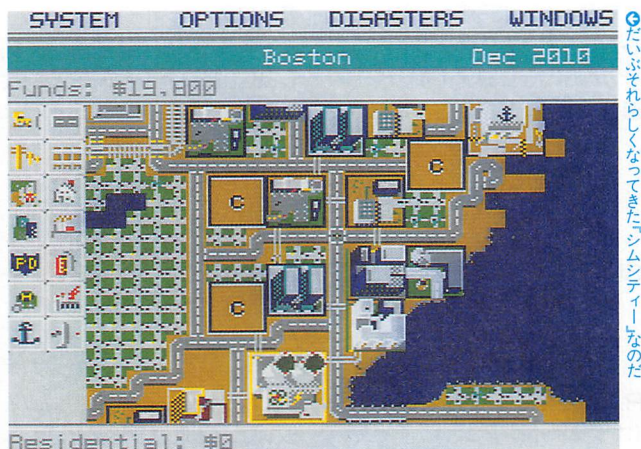 SYSTEM OPTIONS DISASTERS WINDOWS
Boston Dec 2010
Funds: $19,800
C
C
C
PD
Residential: $0
だいぶそれらしくなってきた『シムシティー』なのだ